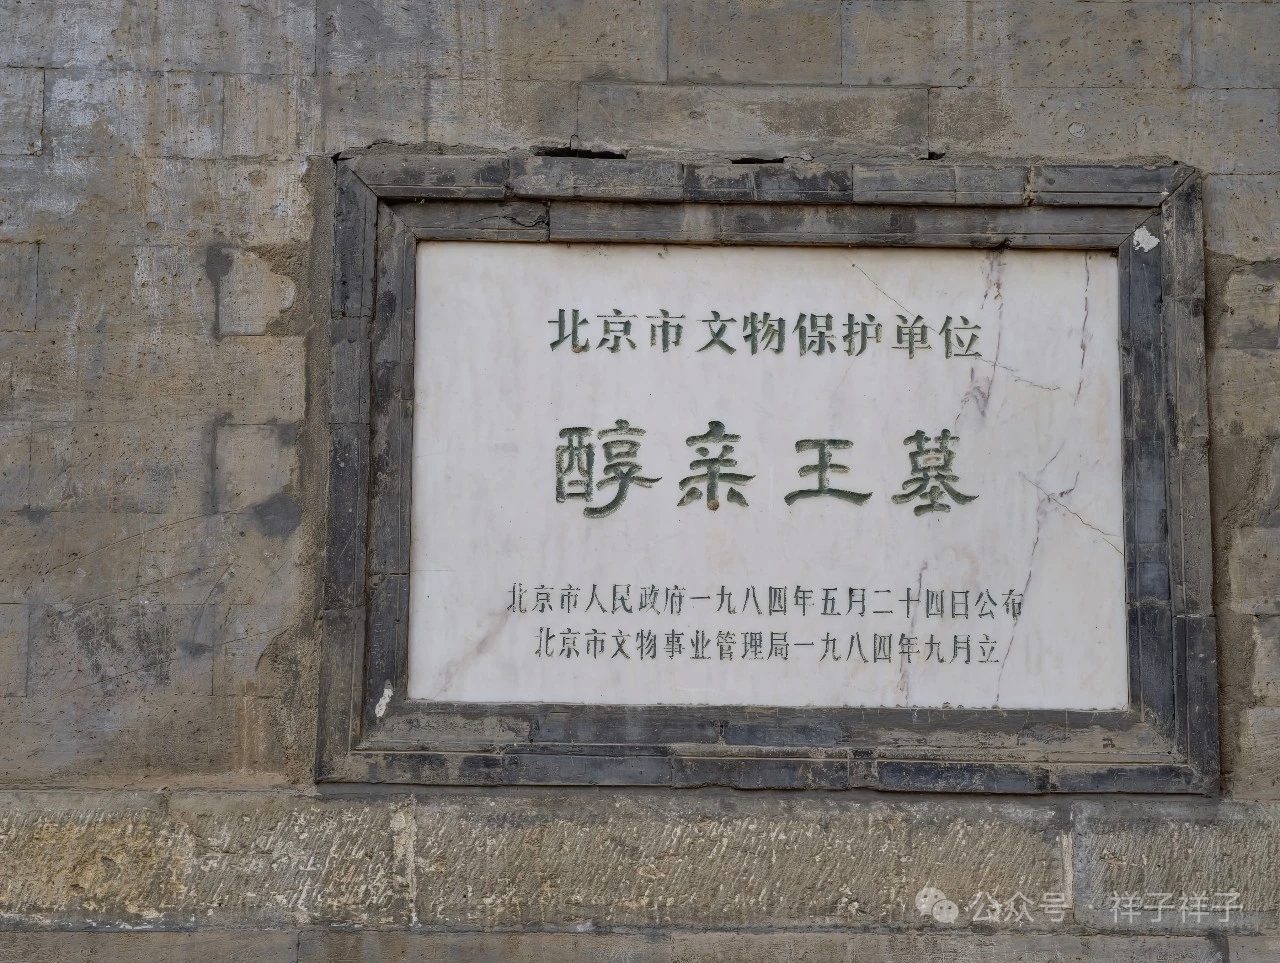 北京市文物保护单位
醇亲王墓
北京市人民政府一九八四年五月二十四日公布
北京市文物事业管理局一九八四年九月立
公众号·祥子祥子